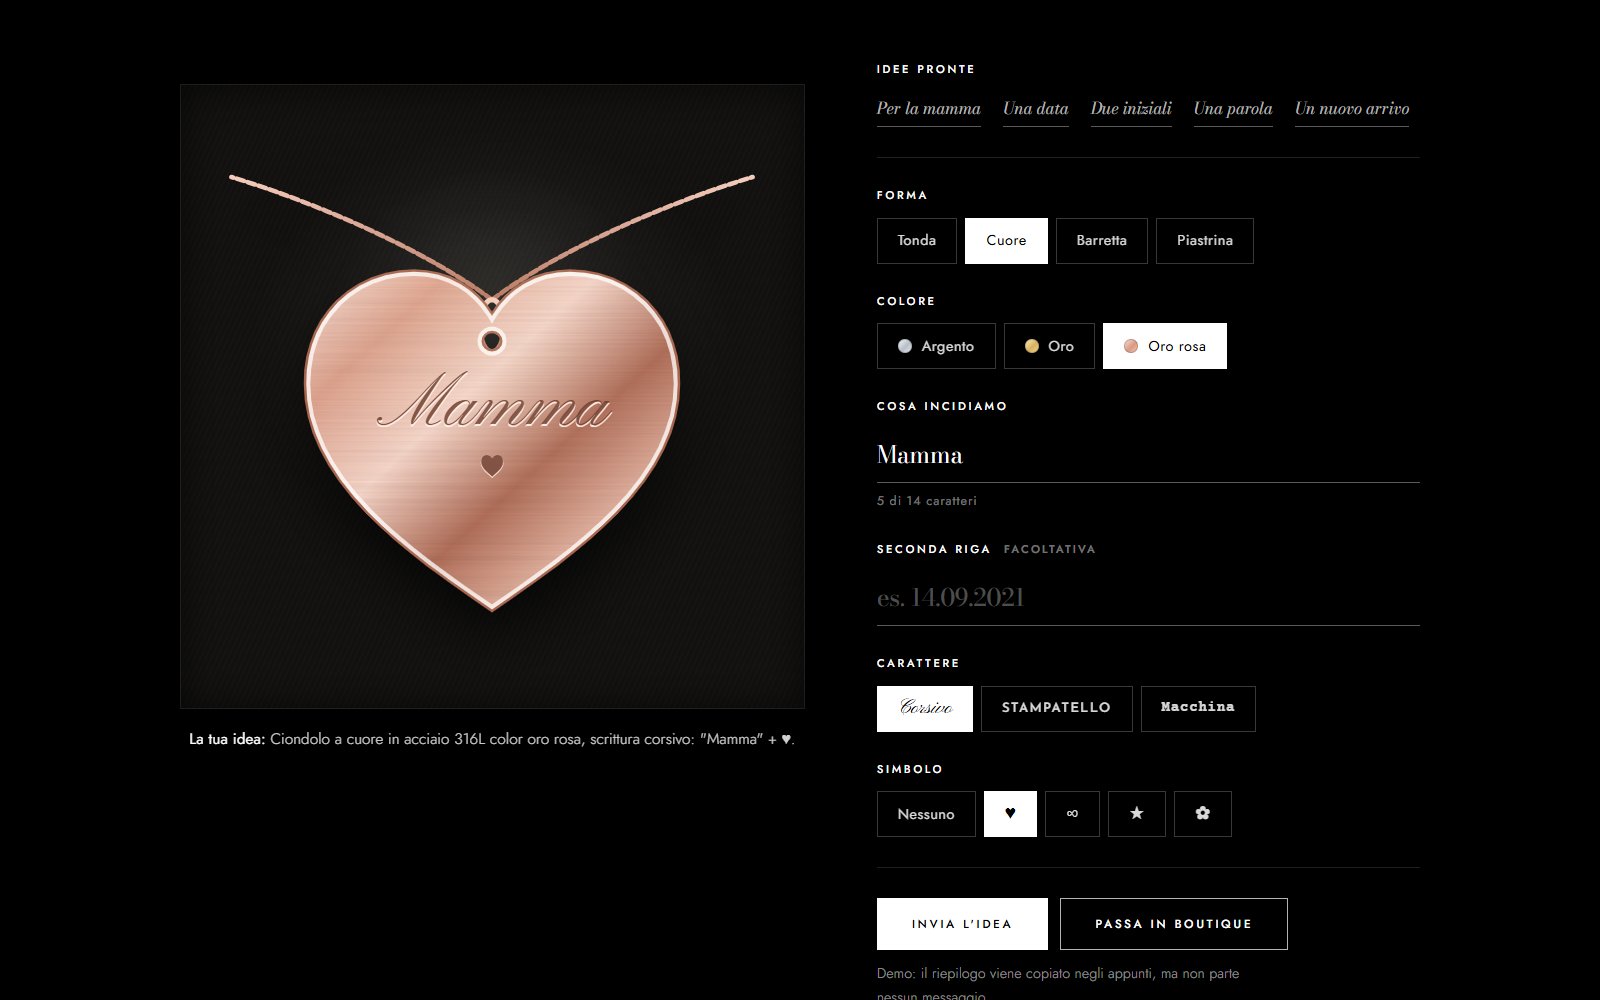 IDEE PRONTE
Per la mamma Una data Due iniziali Una parola Un nuovo arrivo
FORMA
Tonda Cuore Barretta Piastrina
COLORE
Argento Oro Oro rosa
COSA INCIDIAMO
Mamma
5 di 14 caratteri
SECONDA RIGA FACOLTATIVA
es. 14.09.2021
CARATTERE
Corsivo STAMPATELLO Macchina
SIMBOLO
Nessuno ♥ ∞ ★ ✿
INVIA L'IDEA PASSA IN BOUTIQUE
Demo: il riepilogo viene copiato negli appunti, ma non parte
nessun messaggio
Mamma
♥
La tua idea: Ciondolo a cuore in acciaio 316L color oro rosa, scrittura corsivo: "Mamma" + ♥.